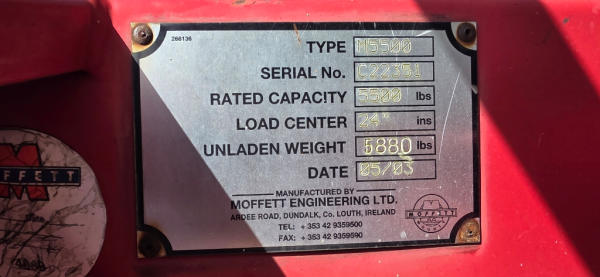 266136
TYPE M5500
SERIAL No. C22351
RATED CAPACITY 5500 lbs
LOAD CENTER 24" ins
UNLADEN WEIGHT 5880 lbs
DATE 05/03
MANUFACTURED BY
MOFFETT ENGINEERING LTD.
ARDEE ROAD, DUNDALK, Co. LOUTH, IRELAND
TEL: + 353 42 9359500
FAX: + 353 42 9359590
MOFFETT
MOFFETT